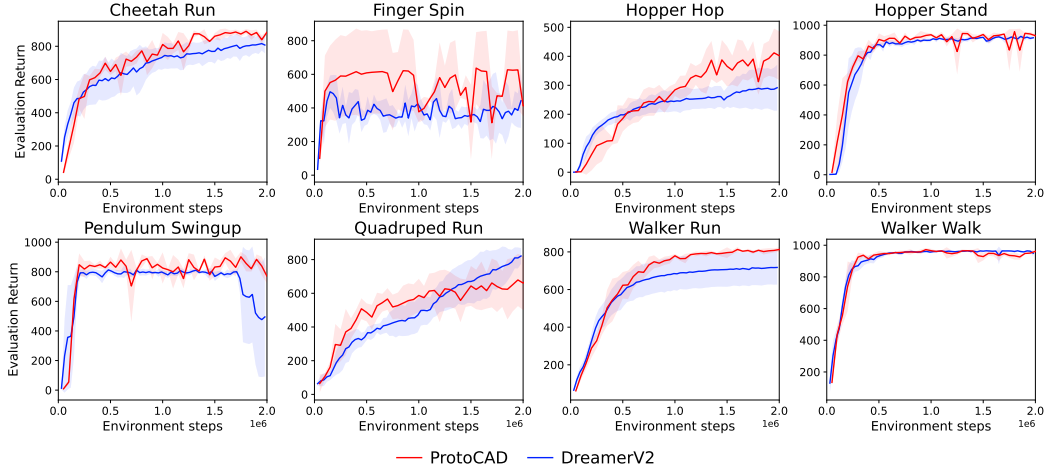 Cheetah Run
Finger Spin
Hopper Hop
Hopper Stand
Evaluation Return
800
600
400
200
0
800
600
400
200
0
500
400
300
200
100
0
1000
800
600
400
200
0
0.0 0.5 1.0 1.5 2.0
0.0 0.5 1.0 1.5 2.0
0.0 0.5 1.0 1.5 2.0
0.0 0.5 1.0 1.5 2.0
Environment steps 1e6
Environment steps 1e6
Environment steps 1e6
Environment steps 1e6
Pendulum Swingup
Quadruped Run
Walker Run
Walker Walk
Evaluation Return
1000
800
600
400
200
0
800
600
400
200
0
800
600
400
200
1000
800
600
400
200
0.0 0.5 1.0 1.5 2.0
0.0 0.5 1.0 1.5 2.0
0.0 0.5 1.0 1.5 2.0
0.0 0.5 1.0 1.5 2.0
Environment steps 1e6
Environment steps 1e6
Environment steps 1e6
Environment steps 1e6
ProtoCAD DreamerV2